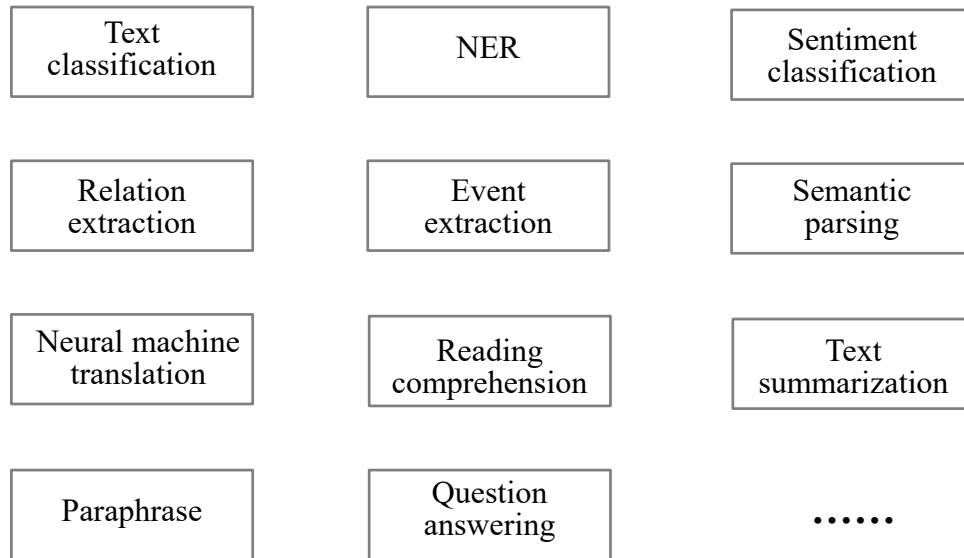 Text
classification
NER
Sentiment
classification
Relation
extraction
Event
extraction
Semantic
parsing
Neural machine
translation
Reading
comprehension
Text
summarization
Paraphrase
Question
answering
......